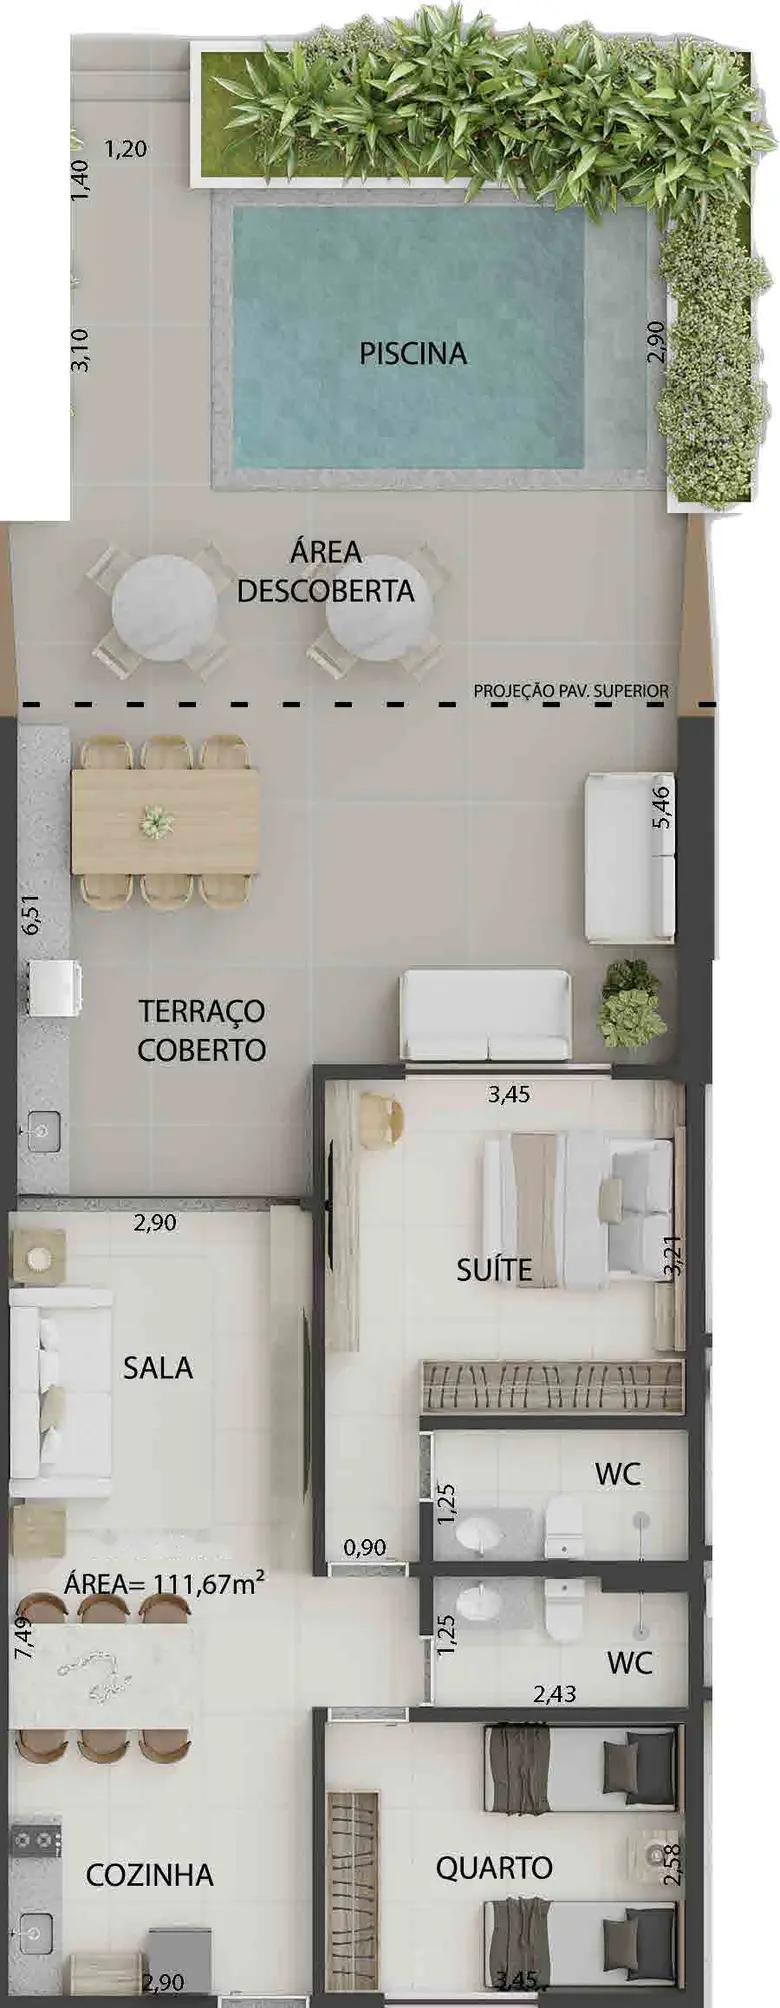 1,20
1,40
3,10
PISCINA
2,90
ÁREA
DESCOBERTA
PROJEÇÃO PAV. SUPERIOR
5,46
6,51
TERRAÇO
COBERTO
3,45
2,90
SUÍTE
3,21
SALA
WC
1,25
0,90
ÁREA= 111,67m²
7,49
1,25
WC
2,43
COZINHA
QUARTO
2,58
2,90
3,45